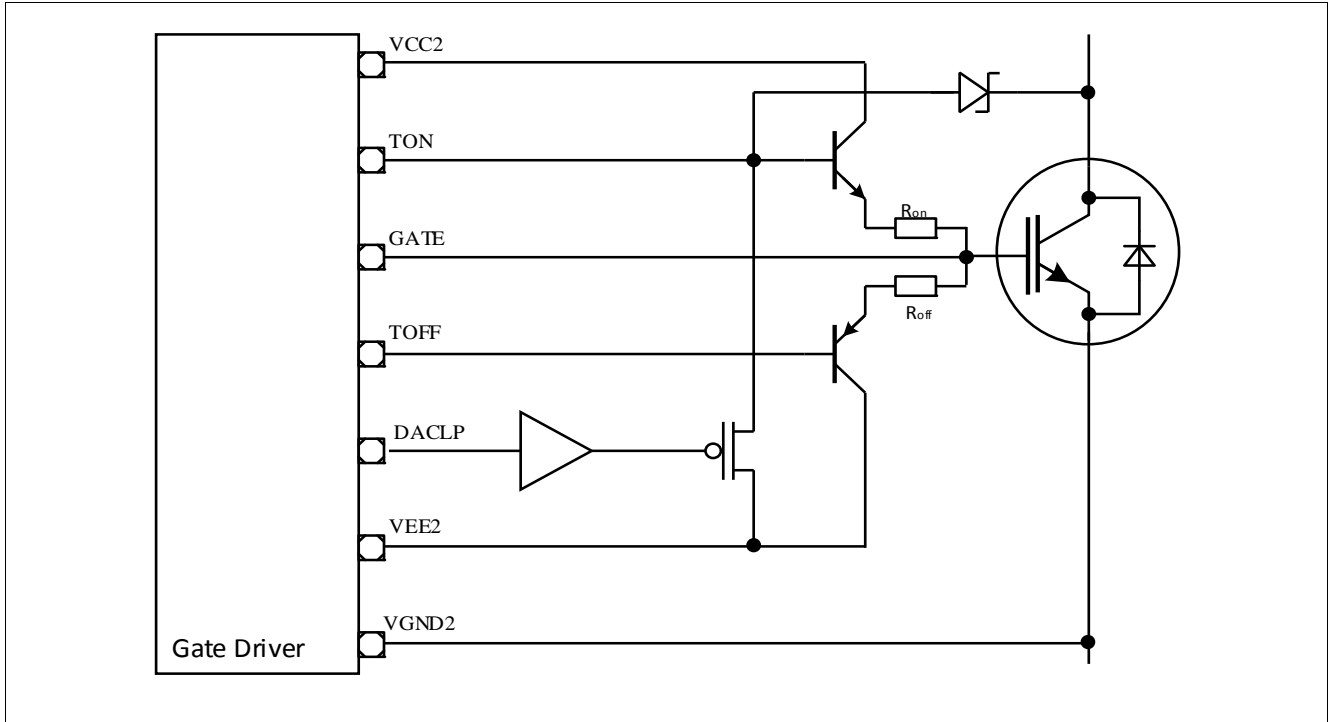 VCC2
TON
Ron
GATE
Roff
TOFF
DACLP
VEE2
VGND2
Gate Driver